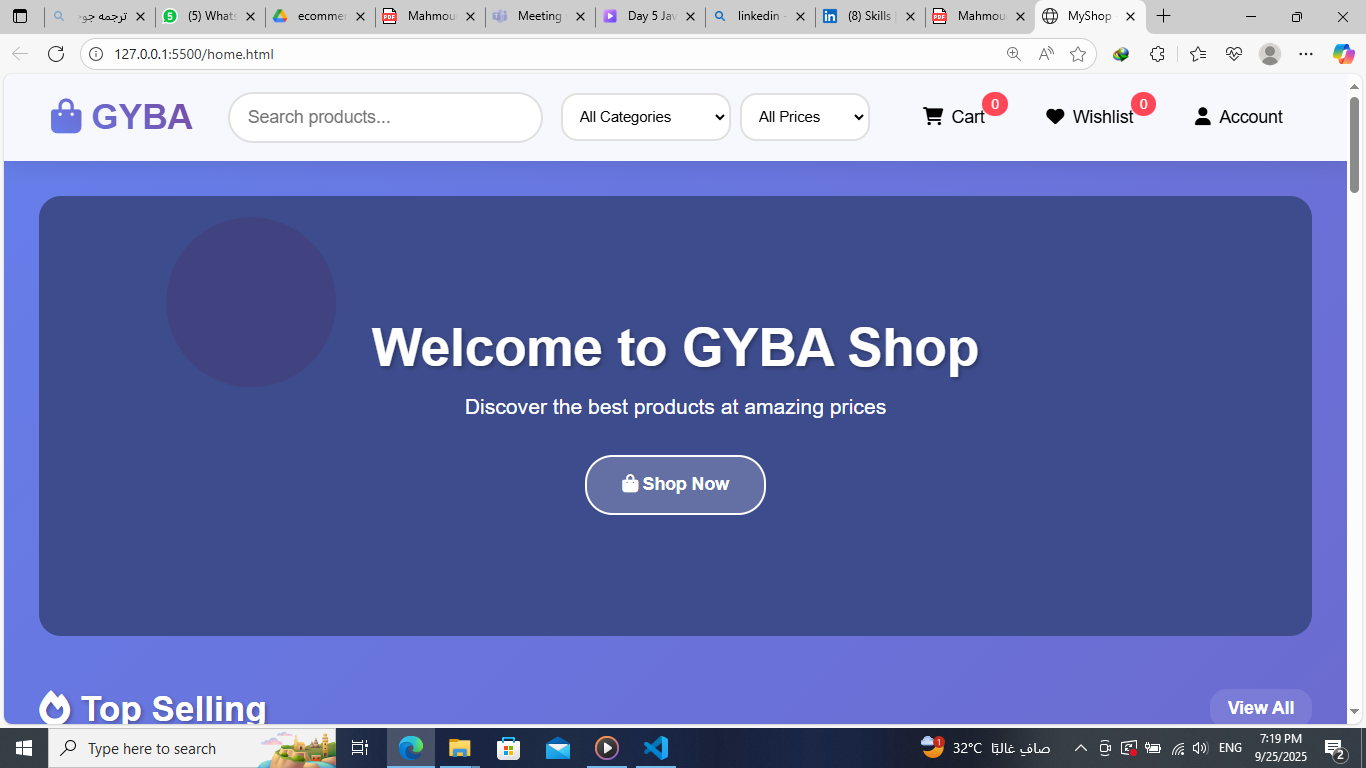 ترجمه جوج
(5) Whats
ecommer
Mahmou
Meeting
Day 5 Jav
linkedin -
(8) Skills |
Mahmou
MyShop -
127.0.0.1:5500/home.html
GYBA
Search products...
All Categories
All Prices
Cart
0
Wishlist
0
Account
Welcome to GYBA Shop
Discover the best products at amazing prices
Shop Now
Top Selling
View All
Type here to search
1
32°C صافٍ غالبًا
ENG
7:19 PM
9/25/2025
2